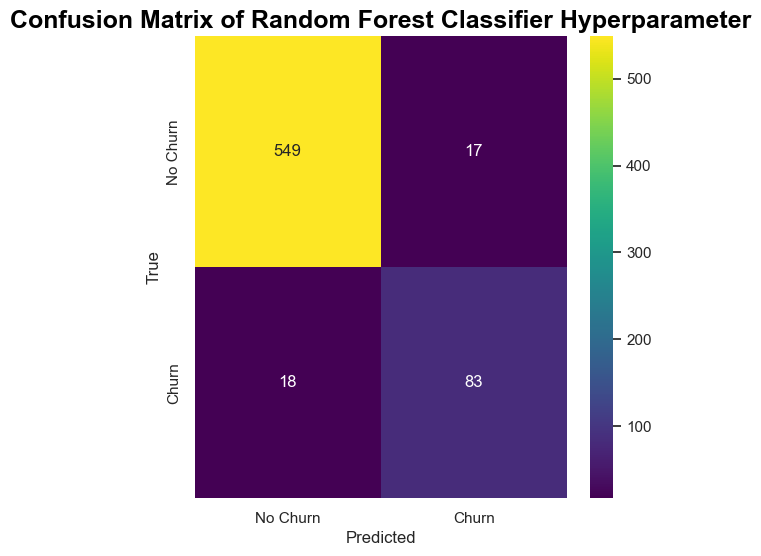 Confusion Matrix of Random Forest Classifier Hyperparameter
No Churn
549
17
True
Churn
18
83
No Churn
Churn
Predicted
500
400
300
200
100